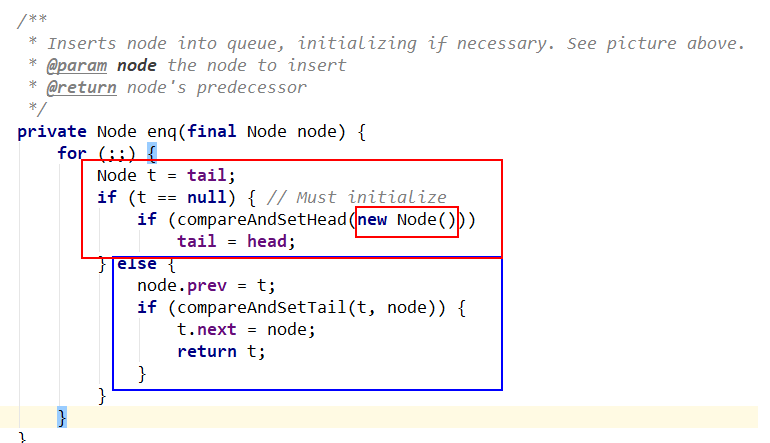 /**
* Inserts node into queue, initializing if necessary. See picture above.
* @param node the node to insert
* @return node's predecessor
*/
private Node enq(final Node node) {
for (;;) {
Node t = tail;
if (t == null) { // Must initialize
if (compareAndSetHead(new Node()))
tail = head;
} else {
node.prev = t;
if (compareAndSetTail(t, node)) {
t.next = node;
return t;
}
}
}
}